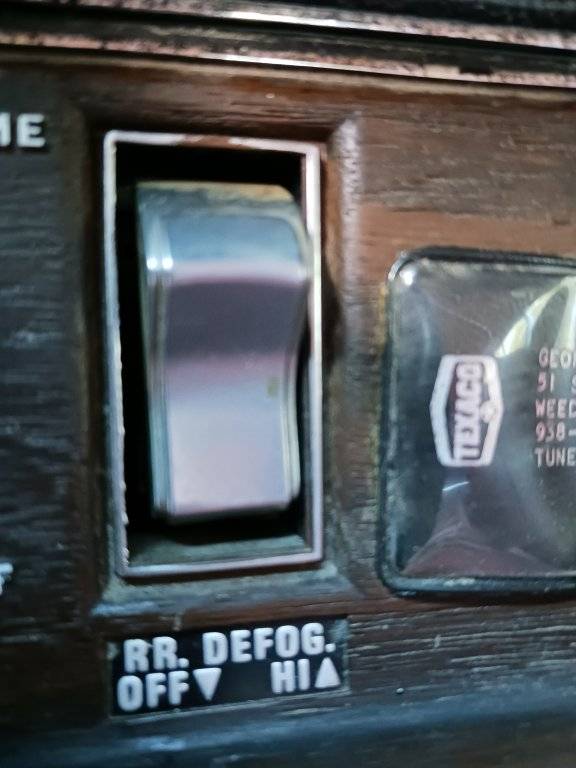 ME
TEXACO
GEO
51 S
WEED
938-
TUNE
RR. DEFOG.
OFF▼ HI▲